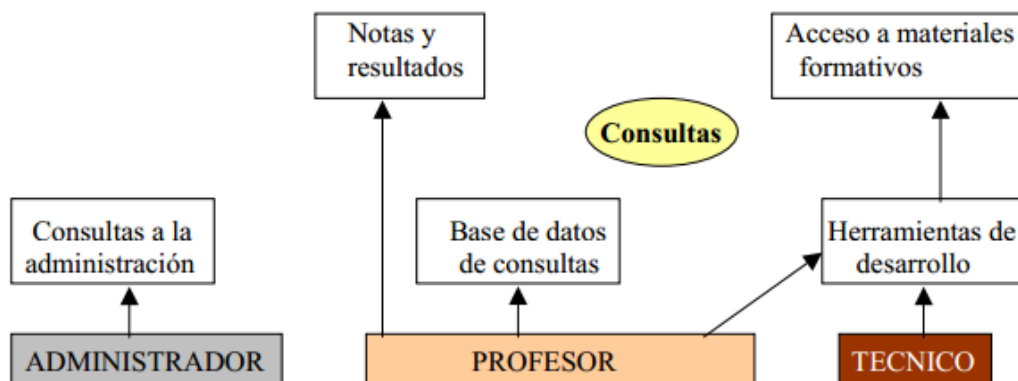 Notas y
resultados
Acceso a materiales
formativos
Consultas
Consultas a la
administración
Base de datos
de consultas
Herramientas de
desarrollo
ADMINISTRADOR
PROFESOR
TECNICO